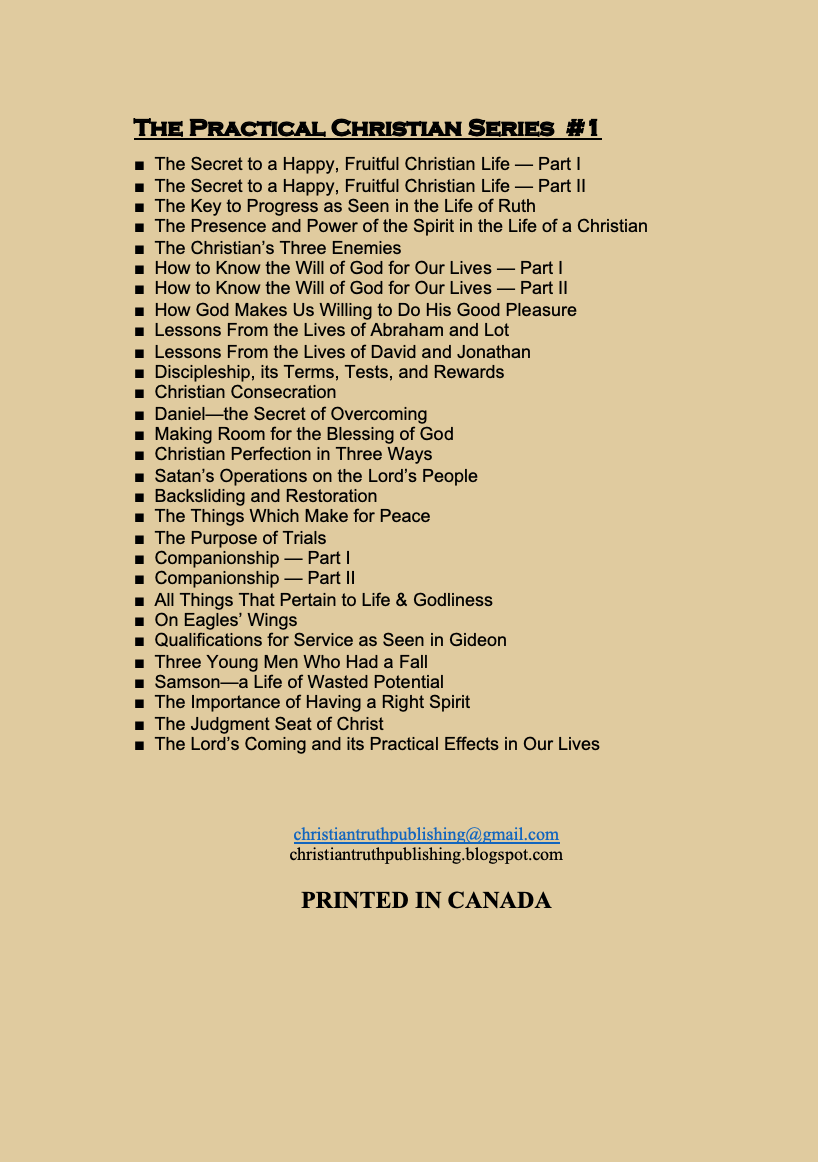 The Practical Christian Series #1
■ The Secret to a Happy, Fruitful Christian Life — Part I
■ The Secret to a Happy, Fruitful Christian Life — Part II
■ The Key to Progress as Seen in the Life of Ruth
■ The Presence and Power of the Spirit in the Life of a Christian
■ The Christian’s Three Enemies
■ How to Know the Will of God for Our Lives — Part I
■ How to Know the Will of God for Our Lives — Part II
■ How God Makes Us Willing to Do His Good Pleasure
■ Lessons From the Lives of Abraham and Lot
■ Lessons From the Lives of David and Jonathan
■ Discipleship, its Terms, Tests, and Rewards
■ Christian Consecration
■ Daniel—the Secret of Overcoming
■ Making Room for the Blessing of God
■ Christian Perfection in Three Ways
■ Satan’s Operations on the Lord’s People
■ Backsliding and Restoration
■ The Things Which Make for Peace
■ The Purpose of Trials
■ Companionship — Part I
■ Companionship — Part II
■ All Things That Pertain to Life & Godliness
■ On Eagles’ Wings
■ Qualifications for Service as Seen in Gideon
■ Three Young Men Who Had a Fall
■ Samson—a Life of Wasted Potential
■ The Importance of Having a Right Spirit
■ The Judgment Seat of Christ
■ The Lord’s Coming and its Practical Effects in Our Lives
christiantruthpublishing@gmail.com
christiantruthpublishing.blogspot.com
PRINTED IN CANADA